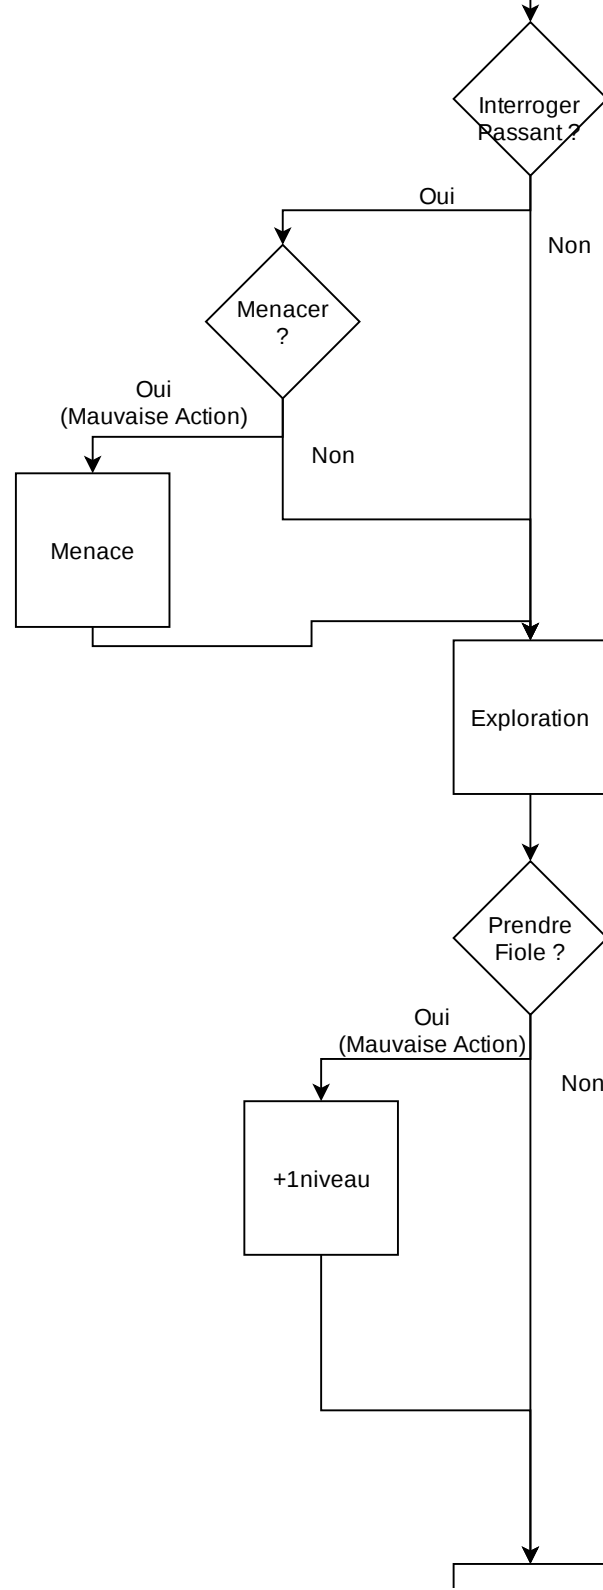 Interroger
Passant ?
Oui
Non
Menacer
?
Oui
(Mauvaise Action)
Non
Menace
Exploration
Prendre
Fiole ?
Oui
(Mauvaise Action)
Non
+1niveau